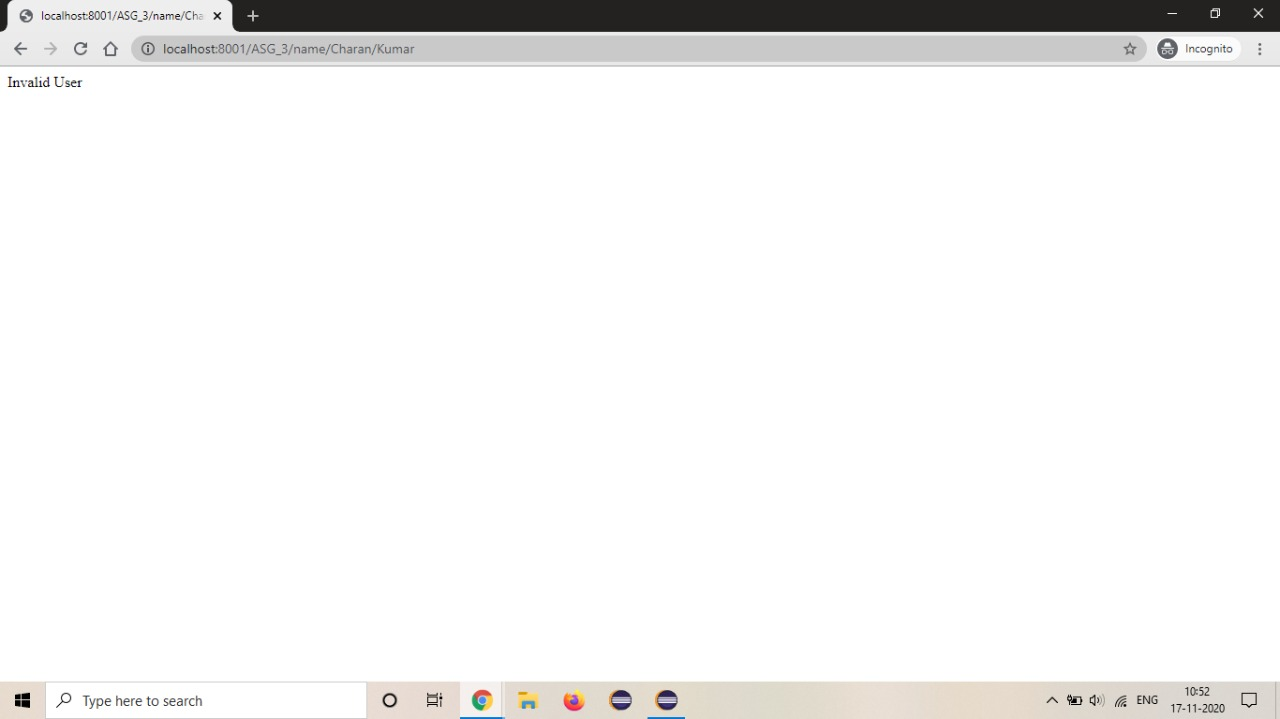 localhost:8001/ASG_3/name/Cha
localhost:8001/ASG_3/name/Charan/Kumar
Incognito
Invalid User
Type here to search
ENG
10:52
17-11-2020